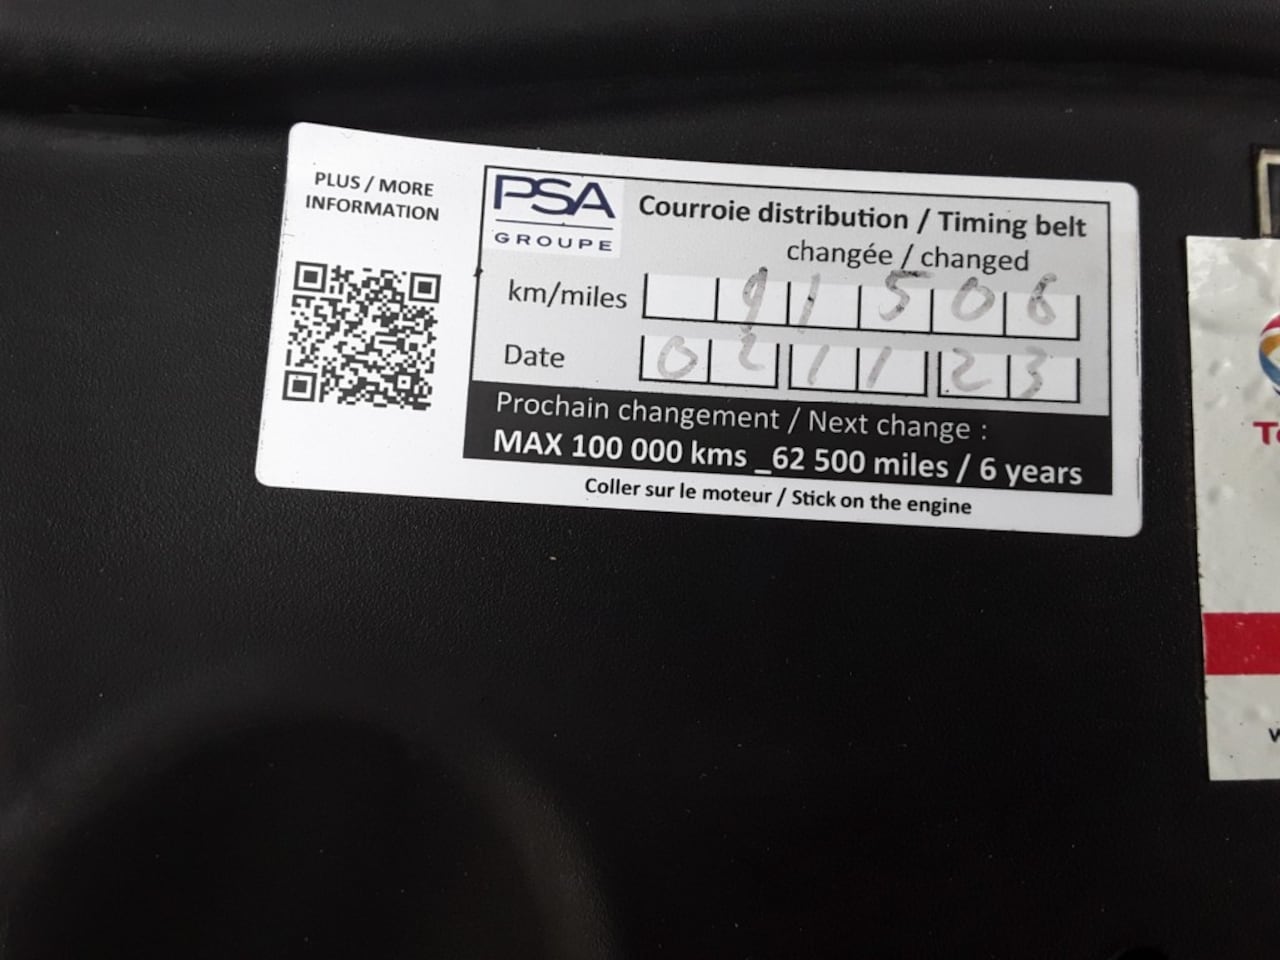 PLUS / MORE
INFORMATION
PSA
GROUPE
Courroie distribution / Timing belt
changée / changed
km/miles 91506
Date 02 11 23
Prochain changement / Next change :
MAX 100 000 kms _62 500 miles / 6 years
Coller sur le moteur / Stick on the engine